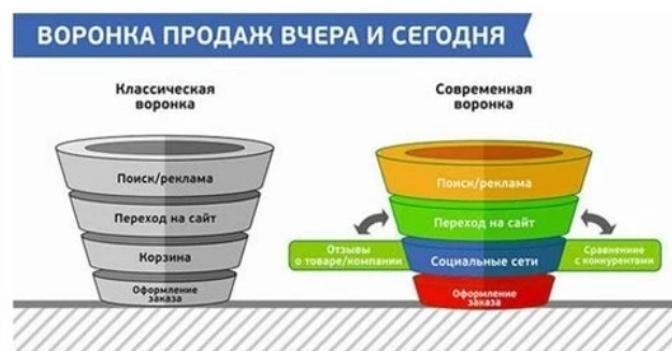 ВОРОНКА ПРОДАЖ ВЧЕРА И СЕГОДНЯ
Классическая
воронка
Поиск/реклама
Переход на сайт
Корзина
Оформление
заказа
Современная
воронка
Поиск/реклама
Переход на сайт
Отзывы
о товаре/компании
Социальные сети
Сравнение
с конкурентами
Оформление
заказа